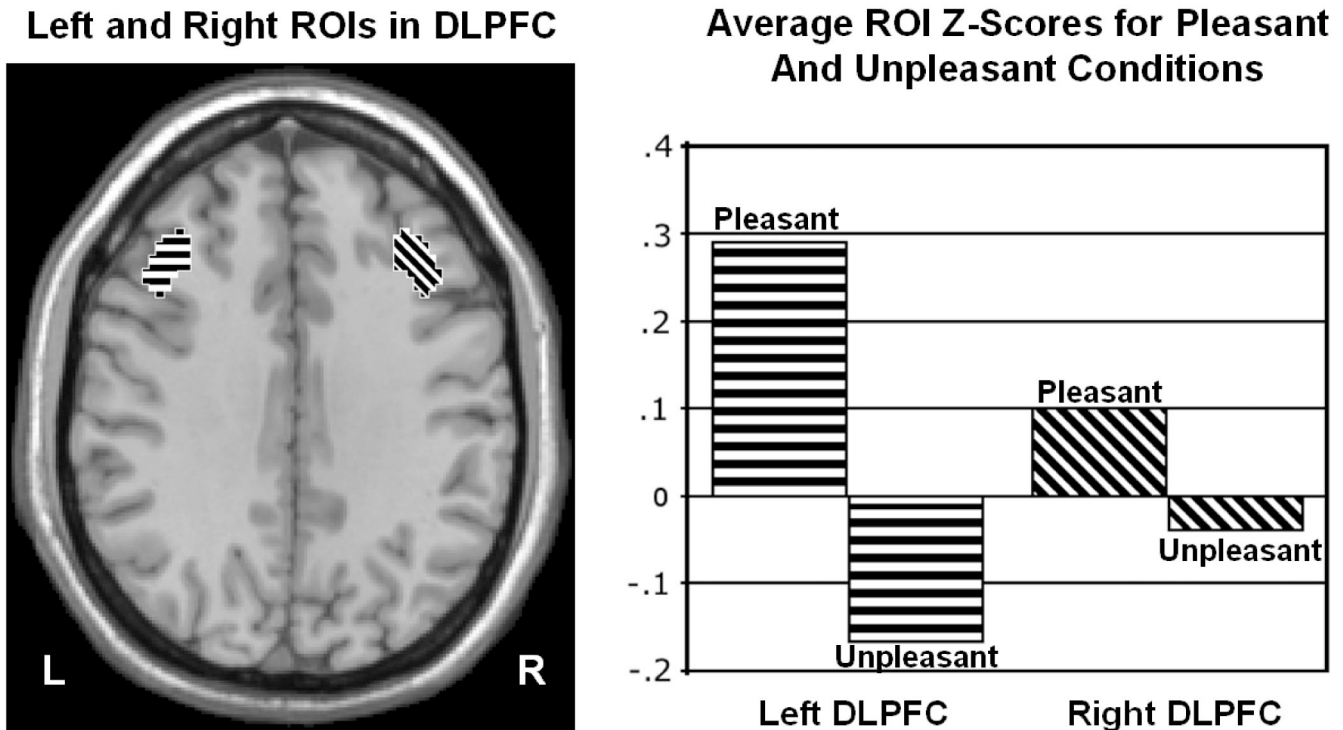 Left and Right ROIs in DLPFC
L
R
Average ROI Z-Scores for Pleasant
And Unpleasant Conditions
.4
.3
.2
.1
0
-.1
-.2
Pleasant
Unpleasant
Pleasant
Unpleasant
Left DLPFC
Right DLPFC